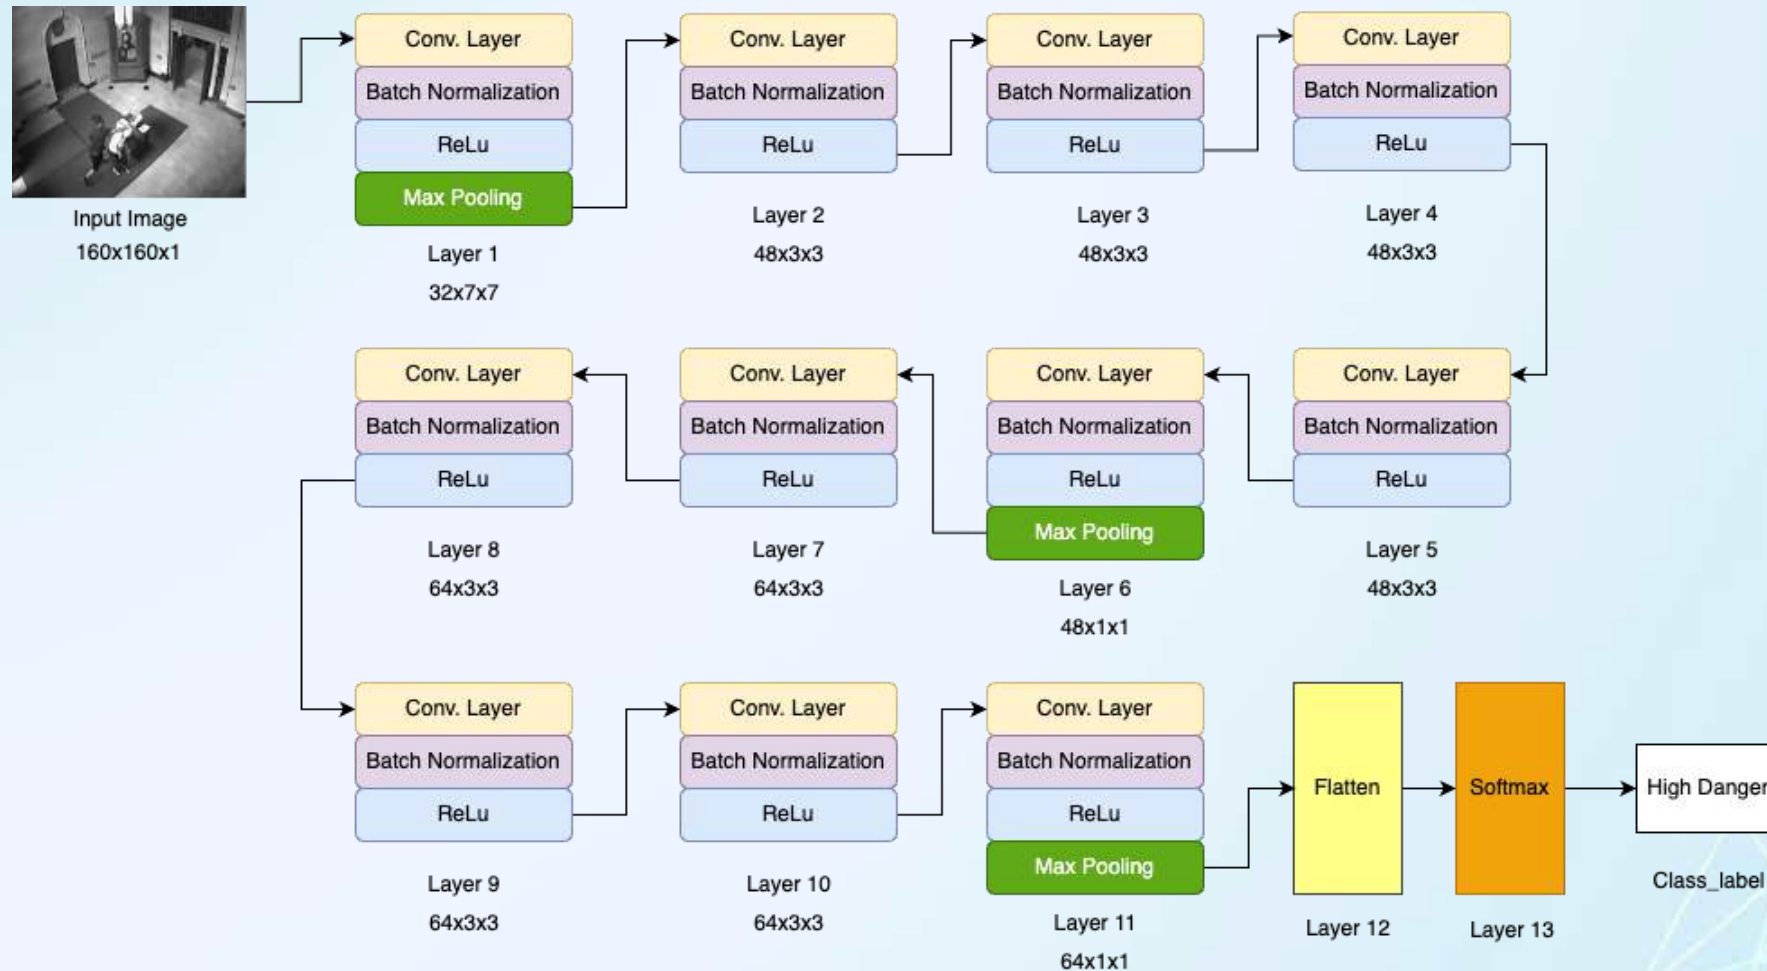 Input Image
160x160x1
Conv. Layer
Batch Normalization
ReLu
Max Pooling
Layer 1
32x7x7
Conv. Layer
Batch Normalization
ReLu
Layer 2
48x3x3
Conv. Layer
Batch Normalization
ReLu
Layer 3
48x3x3
Conv. Layer
Batch Normalization
ReLu
Layer 4
48x3x3
Conv. Layer
Batch Normalization
ReLu
Layer 5
48x3x3
Conv. Layer
Batch Normalization
ReLu
Max Pooling
Layer 6
48x1x1
Conv. Layer
Batch Normalization
ReLu
Layer 7
64x3x3
Conv. Layer
Batch Normalization
ReLu
Layer 8
64x3x3
Conv. Layer
Batch Normalization
ReLu
Layer 9
64x3x3
Conv. Layer
Batch Normalization
ReLu
Layer 10
64x3x3
Conv. Layer
Batch Normalization
ReLu
Max Pooling
Layer 11
64x1x1
Flatten
Layer 12
Softmax
Layer 13
High Danger
Class_label